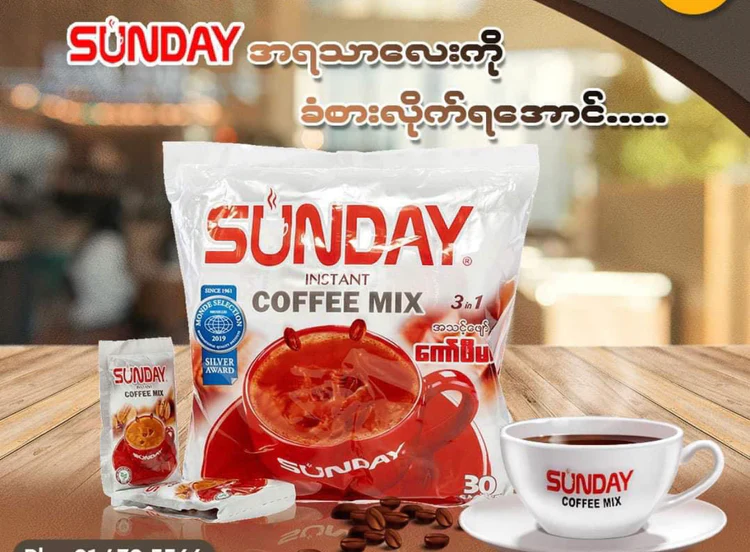 SUNDAY အရသာလေးကို
ခံစားလိုက်ရအောင်.....
SUNDAY®
INSTANT
COFFEE MIX
3 in 1
အသင့်ဖျော်
ကော်ဖီမ
SINCE 1961
MONDE SELECTION
2019
SILVER
AWARD
SUNDAY
30
SUNDAY
INSTANT
COFFEE MIX
SUNDAY
COFFEE MIX